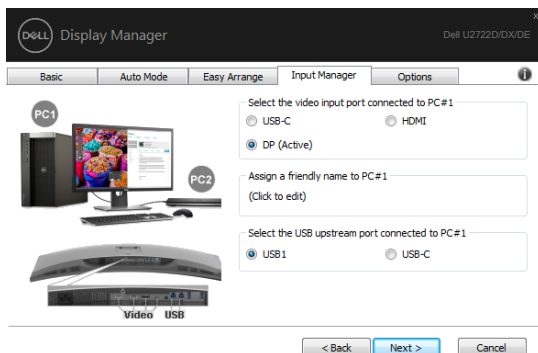 DELL Display Manager
Dell U2722D/DX/DE
x
Basic Auto Mode Easy Arrange Input Manager Options
PC1
PC2
Video USB
Select the video input port connected to PC#1
USB-C HDMI
DP (Active)
Assign a friendly name to PC#1
(Click to edit)
Select the USB upstream port connected to PC#1
USB1 USB-C
< Back Next > Cancel